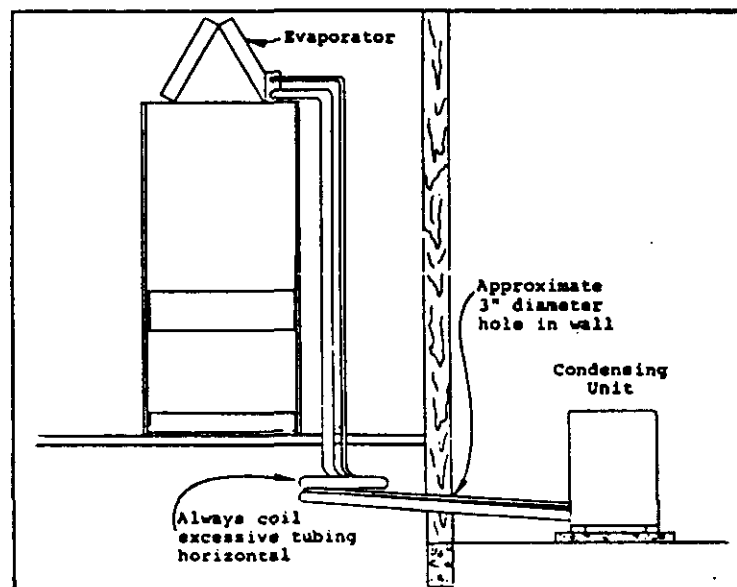 Evaporator
Approximate
3" diameter
hole in wall
Condensing
Unit
Always coil
excessive tubing
horizontal